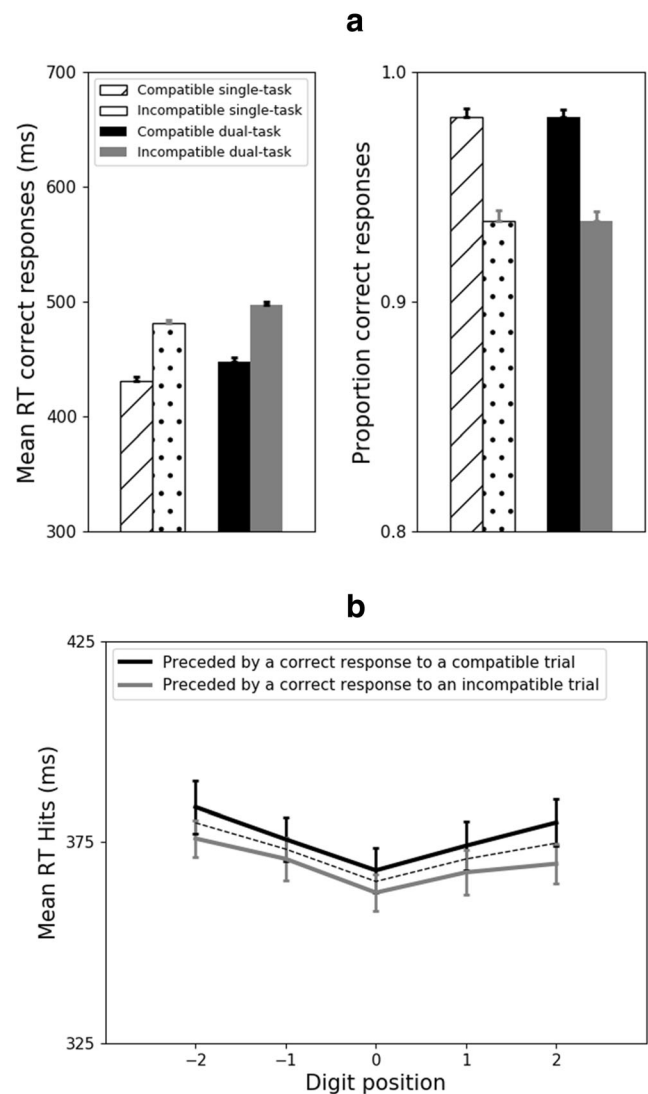 a
700
600
500
400
300
Mean RT correct responses (ms)
Compatible single-task
Incompatible single-task
Compatible dual-task
Incompatible dual-task
1.0
0.9
0.8
Proportion correct responses
b
425
375
325
Mean RT Hits (ms)
Preceded by a correct response to a compatible trial
Preceded by a correct response to an incompatible trial
−2 −1 0 1 2
Digit position